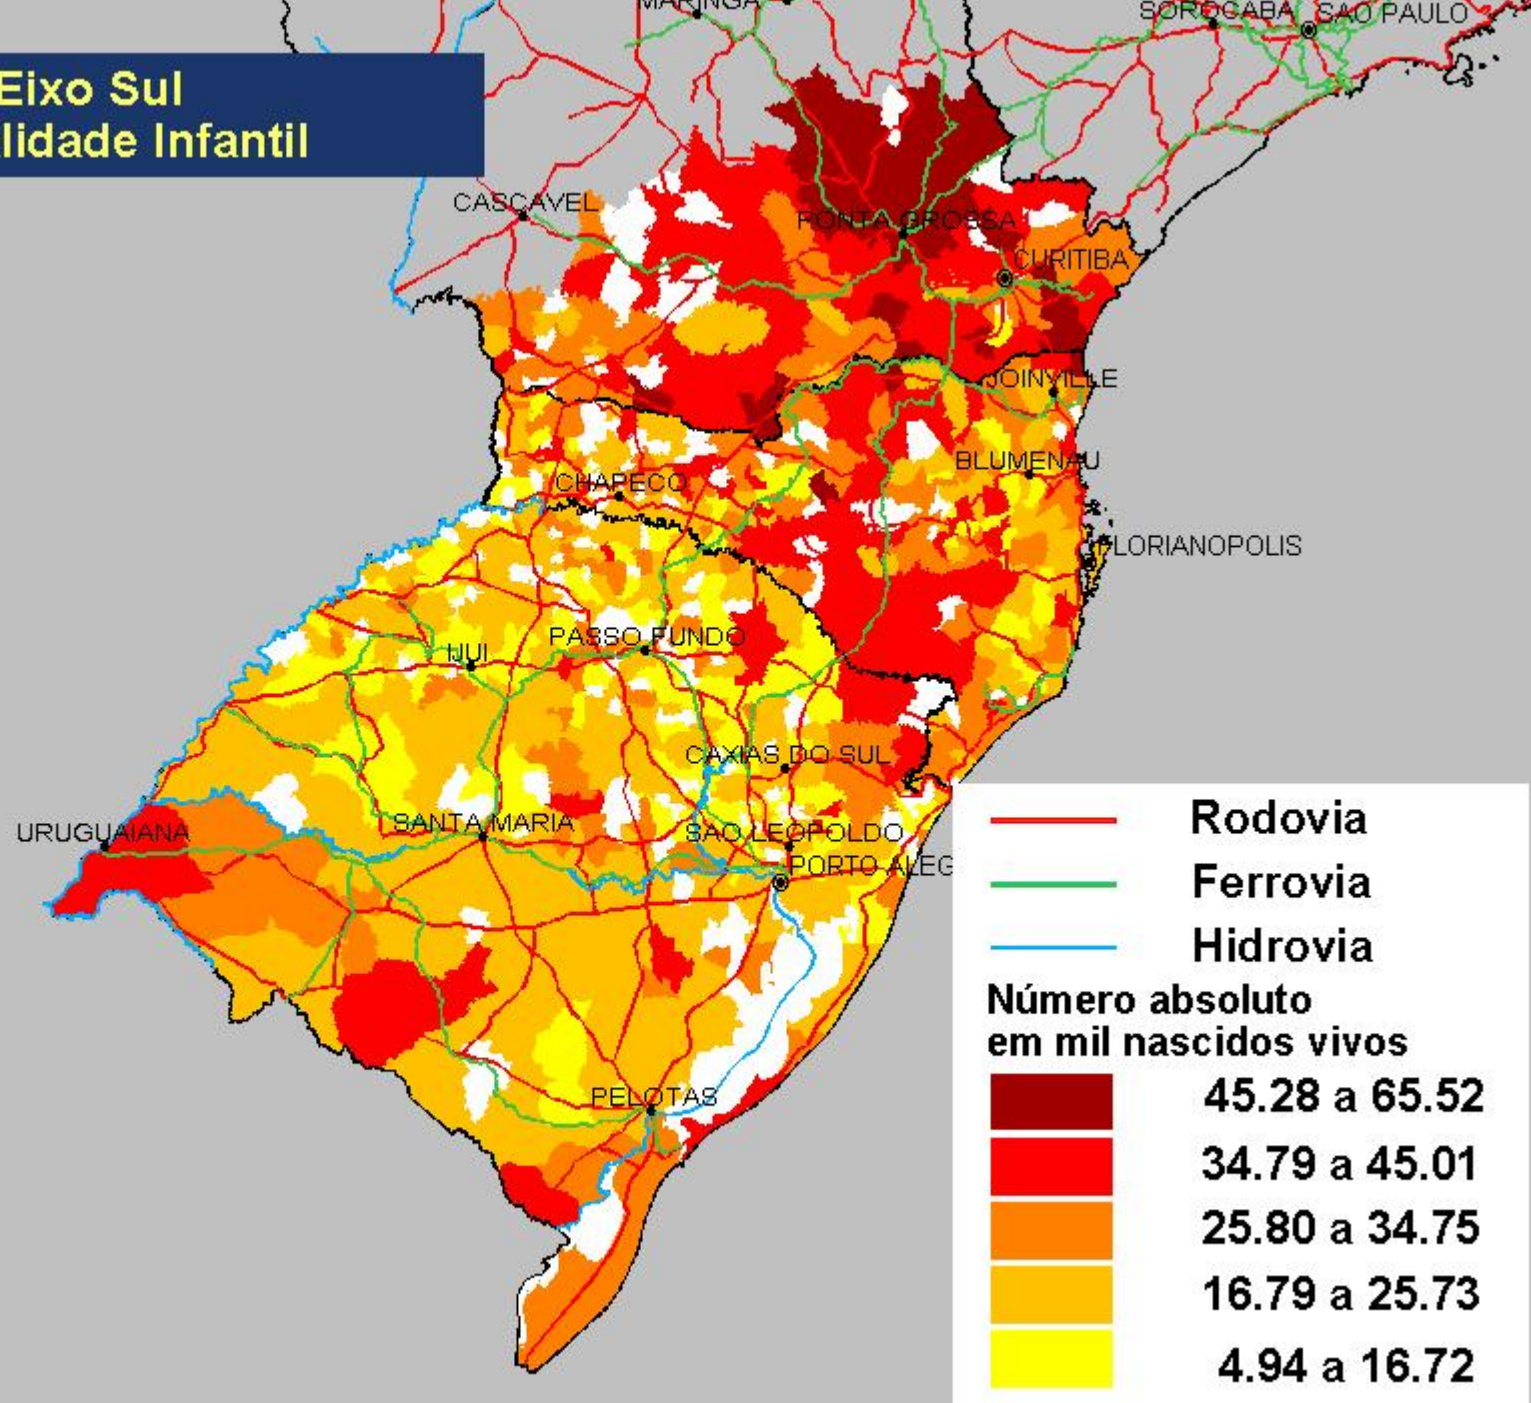 MARINGA
SOROCABA
SAO PAULO
Eixo Sul
alidade Infantil
CASCAVEL
PONTA GROSSA
CURITIBA
JOINVILLE
BLUMENAU
CHAPECO
FLORIANOPOLIS
PASSO FUNDO
IJUI
CAXIAS DO SUL
URUGUAIANA
SANTA MARIA
SAO LEOPOLDO
PORTO ALEG
PELOTAS
Rodovia
Ferrovia
Hidrovia
Número absoluto
em mil nascidos vivos
45.28 a 65.52
34.79 a 45.01
25.80 a 34.75
16.79 a 25.73
4.94 a 16.72